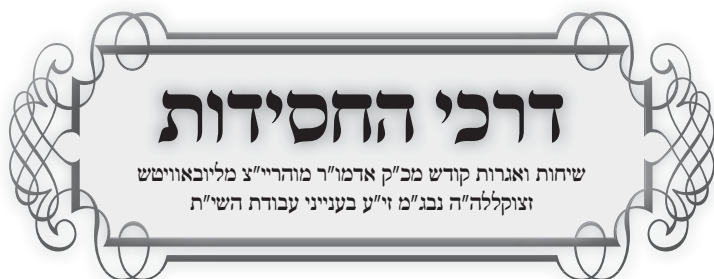 דרכי החסידות
שיחות ואגרות קודש מכ"ק אדמו"ר מוהריי"צ מליובאוויטש
זצוקללה"ה נבג"מ זי"ע בענייני עבודת השי"ת